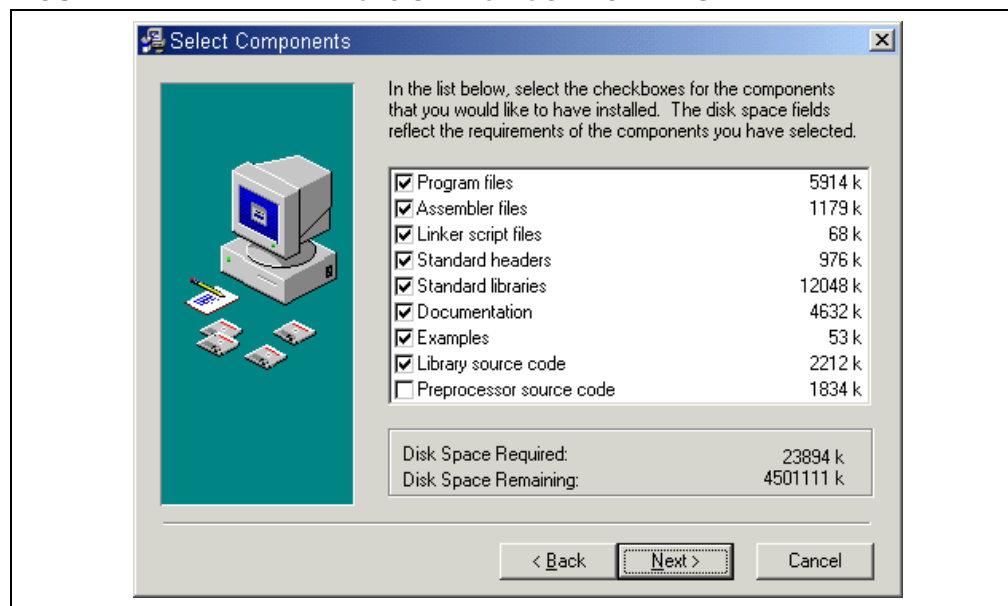 Select Components
In the list below, select the checkboxes for the components
that you would like to have installed. The disk space fields
reflect the requirements of the components you have selected.
Program files 5914 k
Assembler files 1179 k
Linker script files 68 k
Standard headers 976 k
Standard libraries 12048 k
Documentation 4632 k
Examples 53 k
Library source code 2212 k
Preprocessor source code 1834 k
Disk Space Required: 23894 k
Disk Space Remaining: 4501111 k
< Back Next > Cancel